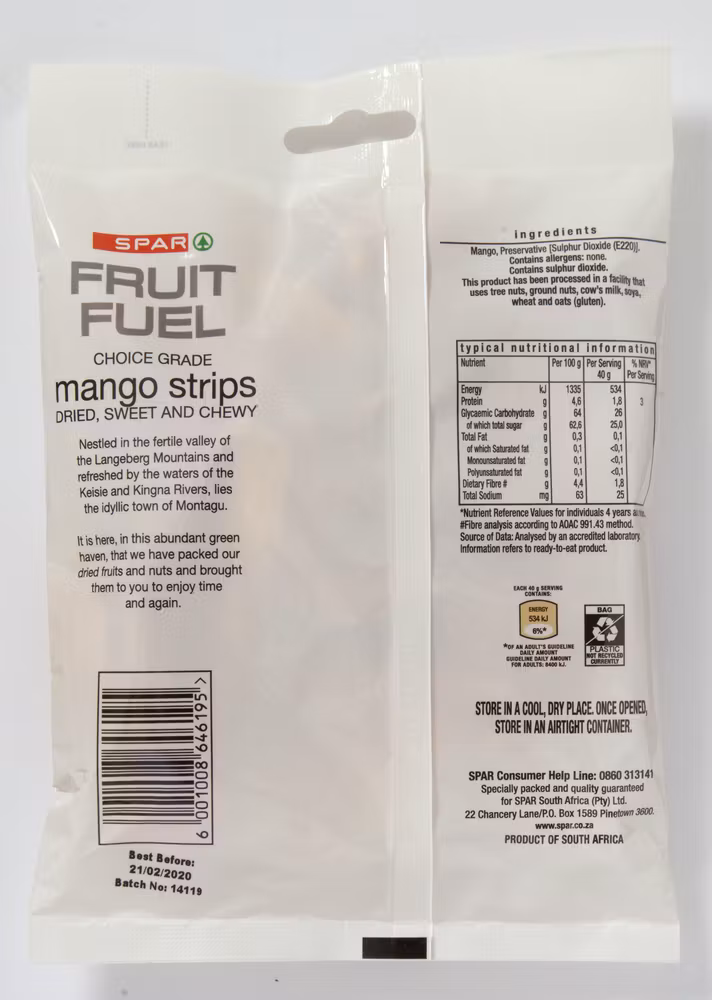 SPAR
FRUIT
FUEL
CHOICE GRADE
mango strips
DRIED, SWEET AND CHEWY
Nestled in the fertile valley of
the Langeberg Mountains and
refreshed by the waters of the
Keisie and Kingna Rivers, lies
the idyllic town of Montagu.
It is here, in this abundant green
haven, that we have packed our
dried fruits and nuts and brought
them to you to enjoy time
and again.
6 001008 646195 >
Best Before:
21/02/2020
Batch No: 14119
ingredients
Mango, Preservative [Sulphur Dioxide (E220)].
Contains allergens: none.
Contains sulphur dioxide.
This product has been processed in a facility that
uses tree nuts, ground nuts, cow's milk, soya,
wheat and oats (gluten).
typical nutritional information
Nutrient Per 100 g Per Serving 40 g % NRV* Per Serving
Energy kJ 1335 534
Protein g 4,6 1,8 3
Glycaemic Carbohydrate g 64 26
of which total sugar g 62,6 25,0
Total Fat g 0,3 0,1
of which Saturated fat g 0,1 <0,1
Monounsaturated fat g 0,1 <0,1
Polyunsaturated fat g 0,1 <0,1
Dietary Fibre # g 4,4 1,8
Total Sodium mg 63 25
*Nutrient Reference Values for individuals 4 years
#Fibre analysis according to AOAC 991.43 method.
Source of Data: Analysed by an accredited laboratory.
Information refers to ready-to-eat product.
EACH 40 g SERVING
CONTAINS:
ENERGY
534 kJ
6%*
*OF AN ADULT'S GUIDELINE
DAILY AMOUNT
GUIDELINE DAILY AMOUNT
FOR ADULTS: 8400 kJ.
BAG
PLASTIC
NOT RECYCLED
CURRENTLY
STORE IN A COOL, DRY PLACE. ONCE OPENED,
STORE IN AN AIRTIGHT CONTAINER.
SPAR Consumer Help Line: 0860 313141
Specially packed and quality guaranteed
for SPAR South Africa (Pty) Ltd.
22 Chancery Lane/P.O. Box 1589 Pinetown 3600.
www.spar.co.za
PRODUCT OF SOUTH AFRICA